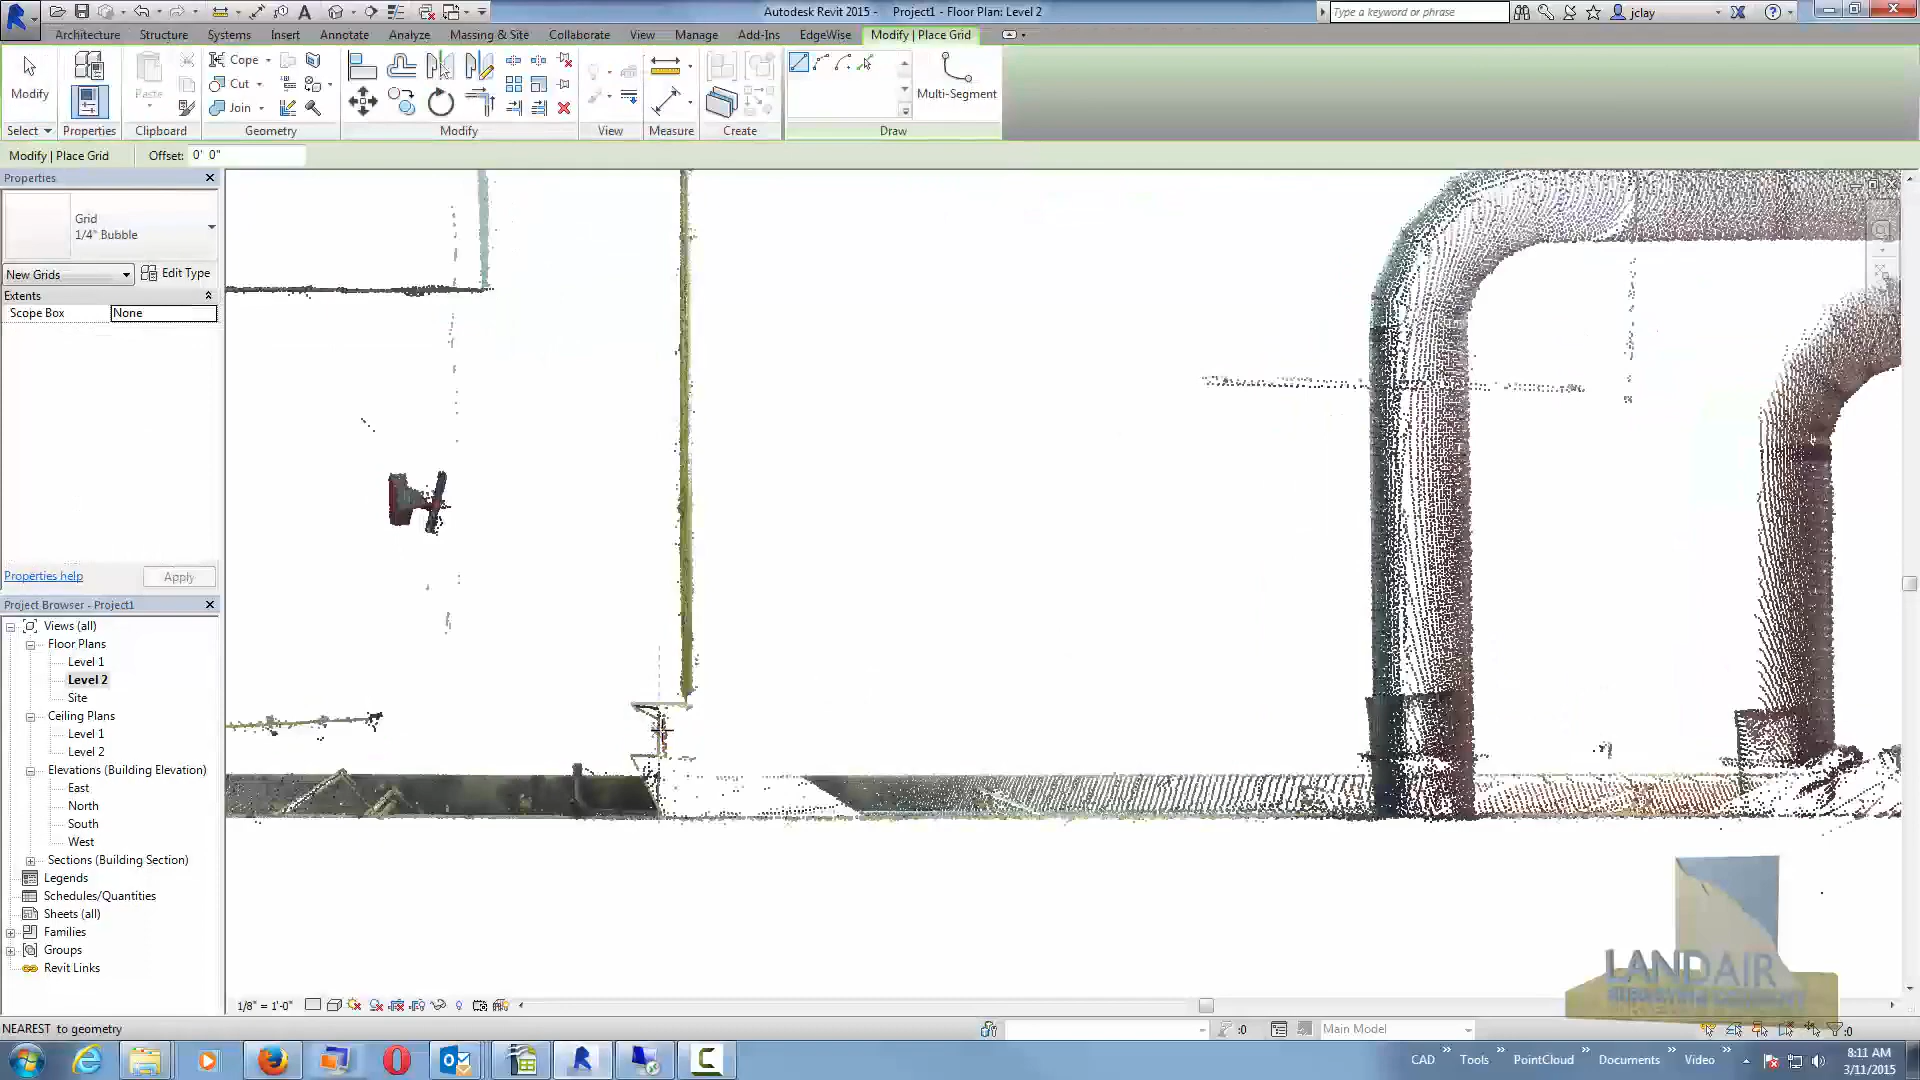 Autodesk Revit 2015 - Project1 - Floor Plan: Level 2
Type a keyword or phrase
jclay
Architecture Structure Systems Insert Annotate Analyze Massing & Site Collaborate View Manage Add-Ins EdgeWise Modify | Place Grid
Modify
Paste
Cope
Cut
Join
Multi-Segment
Select Properties Clipboard Geometry Modify View Measure Create Draw
Modify | Place Grid Offset: 0' 0"
Properties
Grid
1/4" Bubble
New Grids Edit Type
Extents
Scope Box None
Properties help Apply
Project Browser - Project1
Views (all)
Floor Plans
Level 1
Level 2
Site
Ceiling Plans
Level 1
Level 2
Elevations (Building Elevation)
East
North
South
West
Sections (Building Section)
Legends
Schedules/Quantities
Sheets (all)
Families
Groups
Revit Links
1/8" = 1'-0"
LANDAIR
NEAREST to geometry
:0
Main Model
:0
CAD Tools PointCloud Documents Video
8:11 AM
3/11/2015